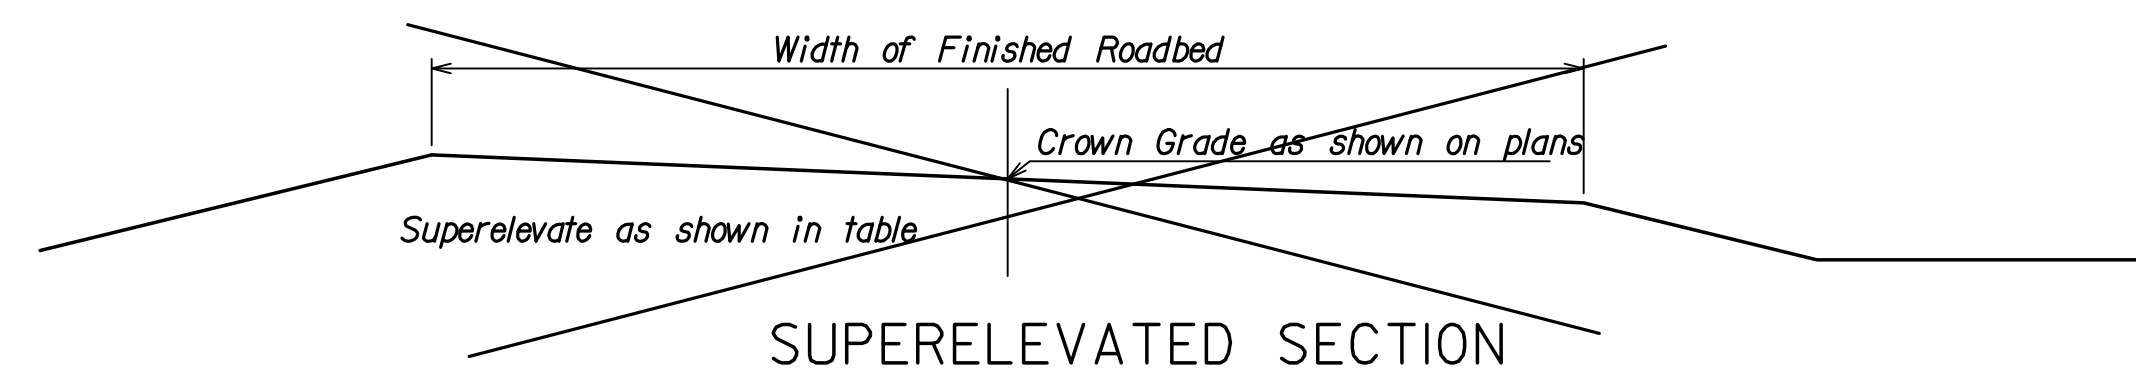 Width of Finished Roadbed
Crown Grade as shown on plans
Superelevate as shown in table
SUPERELEVATED SECTION